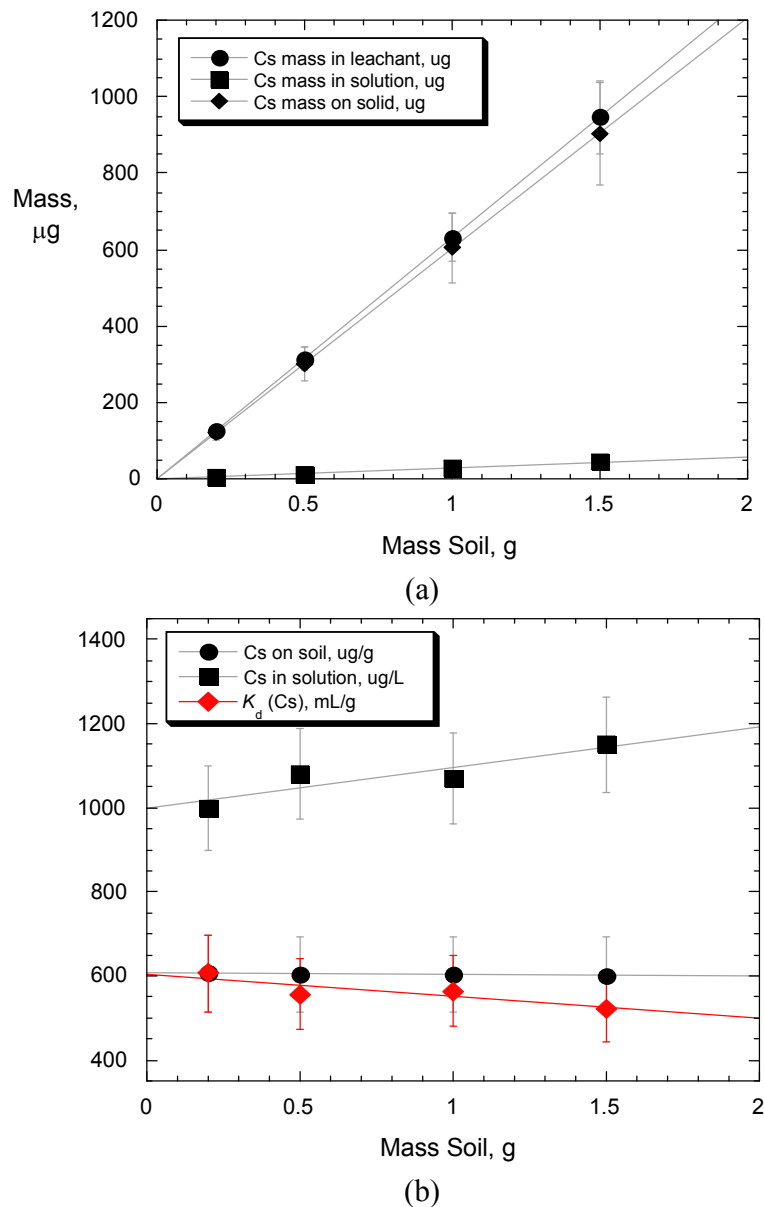 1200
1000
800
600
400
200
0
Mass,
μg
Cs mass in leachant, ug
Cs mass in solution, ug
Cs mass on solid, ug
0 0.5 1 1.5 2
Mass Soil, g
(a)
1400
1200
1000
800
600
400
Cs on soil, ug/g
Cs in solution, ug/L
Kd (Cs), mL/g
0 0.5 1 1.5 2
Mass Soil, g
(b)